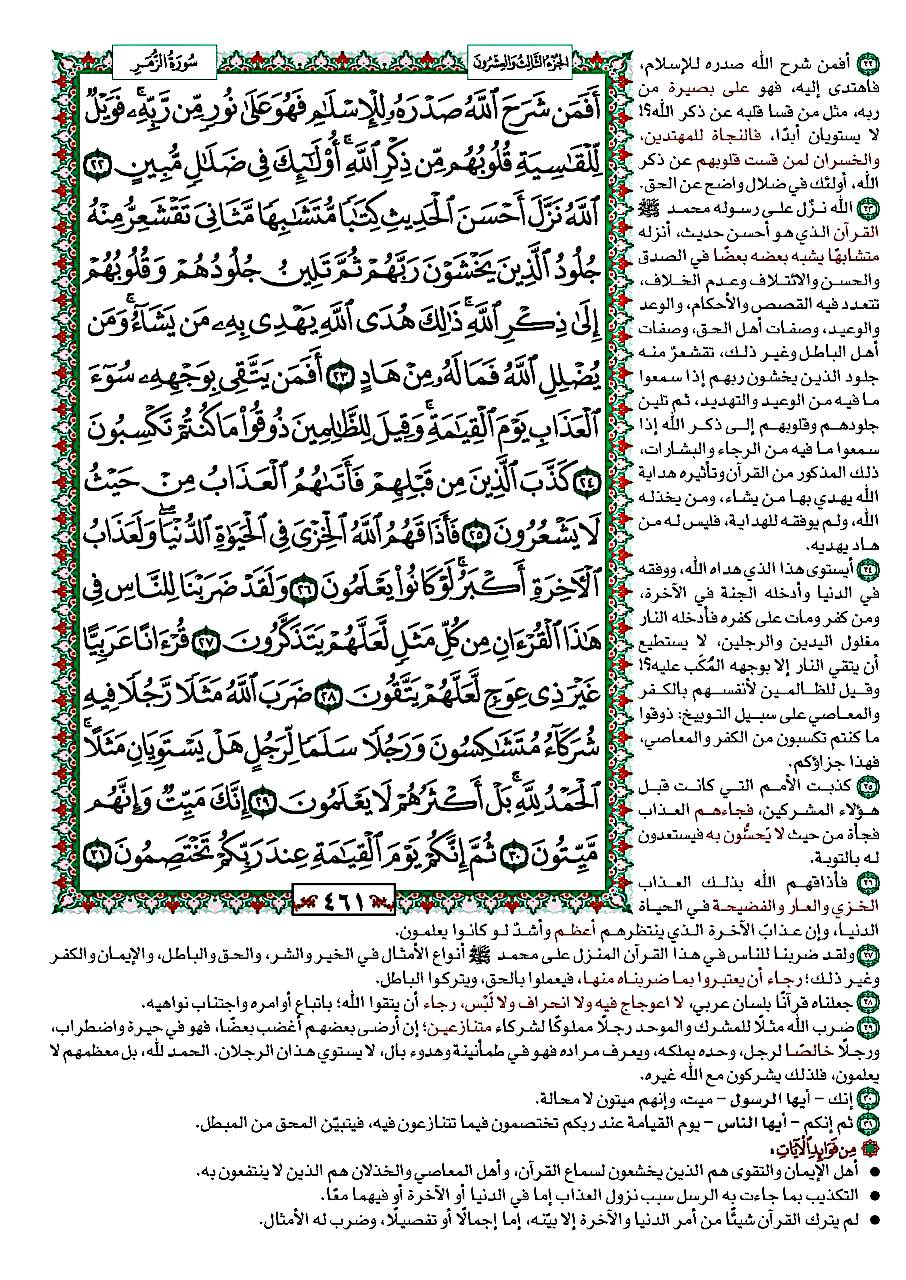 الجزء الثالث والعشرون
سورة الزمر
أَفَمَن شَرَحَ ٱللَّهُ صَدْرَهُۥ لِلْإِسْلَٰمِ فَهُوَ عَلَىٰ نُورٍ مِّن رَّبِّهِۦ ۚ فَوَيْلٌ
لِّلْقَٰسِيَةِ قُلُوبُهُم مِّن ذِكْرِ ٱللَّهِ ۚ أُو۟لَٰٓئِكَ فِى ضَلَٰلٍ مُّبِينٍ ٢٢
ٱللَّهُ نَزَّلَ أَحْسَنَ ٱلْحَدِيثِ كِتَٰبًا مُّتَشَٰبِهًا مَّثَانِىَ تَقْشَعِرُّ مِنْهُ
جُلُودُ ٱلَّذِينَ يَخْشَوْنَ رَبَّهُمْ ثُمَّ تَلِينُ جُلُودُهُمْ وَقُلُوبُهُمْ
إِلَىٰ ذِكْرِ ٱللَّهِ ۚ ذَٰلِكَ هُدَى ٱللَّهِ يَهْدِى بِهِۦ مَن يَشَآءُ ۚ وَمَن
يُضْلِلِ ٱللَّهُ فَمَا لَهُۥ مِنْ هَادٍ ٢٣ أَفَمَن يَتَّقِى بِوَجْهِهِۦ سُوٓءَ
ٱلْعَذَابِ يَوْمَ ٱلْقِيَٰمَةِ ۚ وَقِيلَ لِلظَّٰلِمِينَ ذُوقُوا۟ مَا كُنتُمْ تَكْسِبُونَ
٢٤ كَذَّبَ ٱلَّذِينَ مِن قَبْلِهِمْ فَأَتَىٰهُمُ ٱلْعَذَابُ مِنْ حَيْثُ
لَا يَشْعُرُونَ ٢٥ فَأَذَاقَهُمُ ٱللَّهُ ٱلْخِزْىَ فِى ٱلْحَيَوٰةِ ٱلدُّنْيَا ۖ وَلَعَذَابُ
ٱلْءَاخِرَةِ أَكْبَرُ ۚ لَوْ كَانُوا۟ يَعْلَمُونَ ٢٦ وَلَقَدْ ضَرَبْنَا لِلنَّاسِ فِى
هَٰذَا ٱلْقُرْءَانِ مِن كُلِّ مَثَلٍ لَّعَلَّهُمْ يَتَذَكَّرُونَ ٢٧ قُرْءَانًا عَرَبِيًّا
غَيْرَ ذِى عِوَجٍ لَّعَلَّهُمْ يَتَّقُونَ ٢٨ ضَرَبَ ٱللَّهُ مَثَلًا رَّجُلًا فِيهِ
شُرَكَآءُ مُتَشَٰكِسُونَ وَرَجُلًا سَلَمًا لِّرَجُلٍ هَلْ يَسْتَوِيَانِ مَثَلًا ۚ
ٱلْحَمْدُ لِلَّهِ ۚ بَلْ أَكْثَرُهُمْ لَا يَعْلَمُونَ ٢٩ إِنَّكَ مَيِّتٌ وَإِنَّهُم
مَّيِّتُونَ ٣٠ ثُمَّ إِنَّكُمْ يَوْمَ ٱلْقِيَٰمَةِ عِندَ رَبِّكُمْ تَخْتَصِمُونَ ٣١
٤٦١
٢٢ أفمن شرح الله صدره للإسلام،
فاهتدى إليه، فهو على بصيرة من
ربه، مثل من قسا قلبه عن ذكر الله؟!
لا يستويان أبدًا، فالنجاة للمهتدين،
والخسران لمن قست قلوبهم عن ذكر
الله، أولئك في ضلال واضح عن الحق.
٢٣ الله نزّل على رسوله محمد ﷺ
القرآن الذي هو أحسن حديث، أنزله
متشابهًا يشبه بعضه بعضًا في الصدق
والحسن والائتلاف وعدم الخلاف،
تتعدد فيه القصص والأحكام، والوعد
والوعيد، وصفات أهل الحق، وصفات
أهل الباطل وغير ذلك، تقشعرّ منه
جلود الذين يخشون ربهم إذا سمعوا
ما فيه من الوعيد والتهديد، ثم تلين
جلودهم وقلوبهم إلى ذكر الله إذا
سمعوا ما فيه من الرجاء والبشارات،
ذلك المذكور من القرآن وتأثيره هداية
الله يهدي بها من يشاء، ومن يخذله
الله، ولم يوفقه للهداية، فليس له من
هاد يهديه.
٢٤ أيستوي هذا الذي هداه الله، ووفقه
في الدنيا وأدخله الجنة في الآخرة،
ومن كفر ومات على كفره فأدخله النار
مغلول اليدين والرجلين، لا يستطيع
أن يتقي النار إلا بوجهه المُكَب عليه؟!
وقيل للظالمين لأنفسهم بالكفر
والمعاصي على سبيل التوبيخ: ذوقوا
ما كنتم تكسبون من الكفر والمعاصي،
فهذا جزاؤكم.
٢٥ كذبت الأمم التي كانت قبل
هؤلاء المشركين، فجاءهم العذاب
فجأة من حيث لا يَحسُّون به فيستعدون
له بالتوبة.
٢٦ فأذاقهم الله بذلك العذاب
الخزي والعار والفضيحة في الحياة
الدنيا، وإن عذاب الآخرة الذي ينتظرهم أعظم وأشدّ لو كانوا يعلمون.
٢٧ ولقد ضربنا للناس في هذا القرآن المنزل على محمد ﷺ أنواع الأمثال في الخير والشر، والحق والباطل، والإيمان والكفر
وغير ذلك؛ رجاء أن يعتبروا بما ضربناه منها، فيعملوا بالحق، ويتركوا الباطل.
٢٨ جعلناه قرآنًا بلسان عربي، لا اعوجاج فيه ولا انحراف ولا لَبْس، رجاء أن يتقوا الله؛ باتباع أوامره واجتناب نواهيه.
٢٩ ضرب الله مثلًا للمشرك والموحد رجلًا مملوكًا لشركاء متنازعين؛ إن أرضى بعضهم أغضب بعضًا، فهو في حيرة واضطراب،
ورجلًا خالصًا لرجل، وحده يملكه، ويعرف مراده فهو في طمأنينة وهدوء بال، لا يستوي هذان الرجلان. الحمد لله، بل معظمهم لا
يعلمون، فلذلك يشركون مع الله غيره.
٣٠ إنك – أيها الرسول – ميت، وإنهم ميتون لا محالة.
٣١ ثم إنكم – أيها الناس – يوم القيامة عند ربكم تختصمون فيما تتنازعون فيه، فيتبيّن المحق من المبطل.
من فوائد الآيات:
• أهل الإيمان والتقوى هم الذين يخشعون لسماع القرآن، وأهل المعاصي والخذلان هم الذين لا ينتفعون به.
• التكذيب بما جاءت به الرسل سبب نزول العذاب إما في الدنيا أو الآخرة أو فيهما معًا.
• لم يترك القرآن شيئًا من أمر الدنيا والآخرة إلا بيّنه، إما إجمالًا أو تفصيلًا، وضرب له الأمثال.